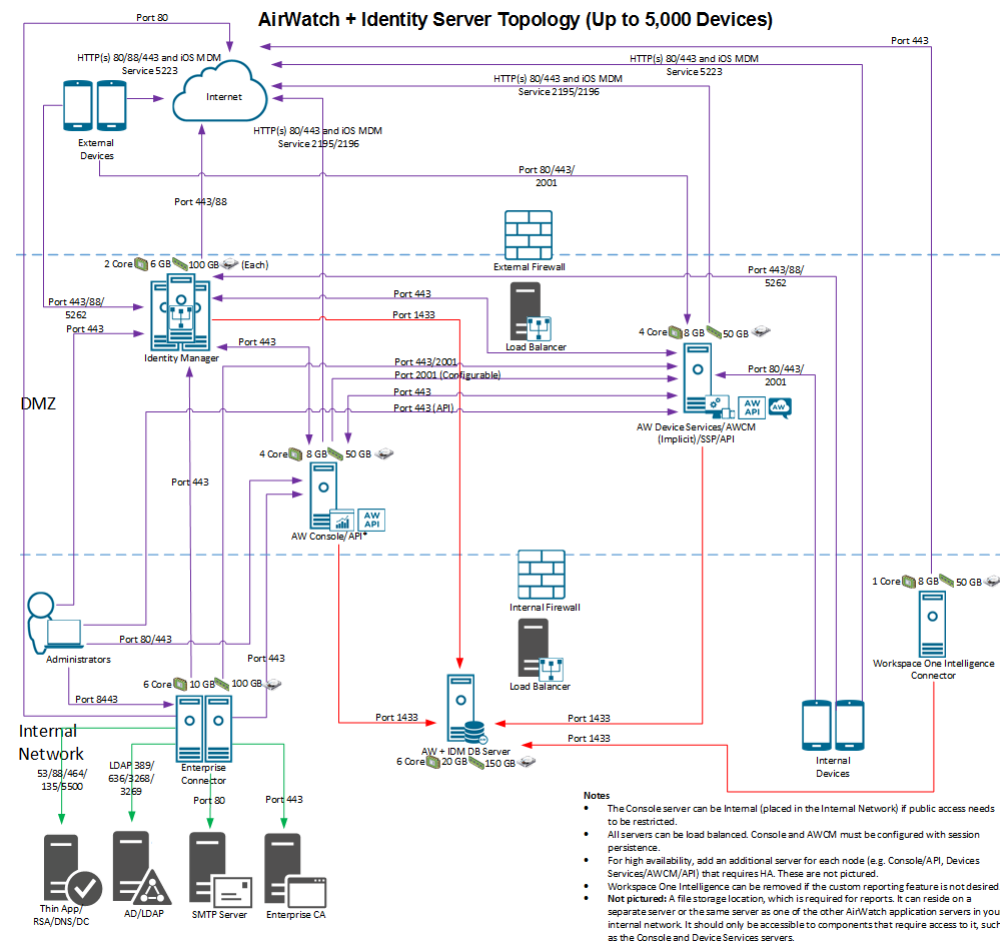 AirWatch + Identity Server Topology (Up to 5,000 Devices)
Port 80
Port 443
HTTP(s) 80/88/443 and iOS MDM
Service 5223
HTTP(s) 80/443 and iOS MDM
Service 5223
HTTP(s) 80/443 and iOS MDM
Service 2195/2196
Internet
HTTP(s) 80/443 and iOS MDM
Service 2195/2196
External
Devices
Port 80/443/
2001
Port 443/88
External Firewall
2 Core 6 GB 100 GB (Each)
Port 443/88/
5262
Port 443/88/
5262
Port 443
Port 443
Port 1433
Load Balancer
4 Core 8 GB 50 GB
Identity Manager
Port 443
Port 443/2001
Port 2001 (Configurable)
Port 443
Port 443 (API)
Port 80/443/
2001
DMZ
AW
API
AW
AW Device Services/AWCM
(Implicit)/SSP/API
4 Core 8 GB 50 GB
Port 443
AW
API
AW Console/API*
Internal Firewall
1 Core 8 GB 50 GB
Administrators
Port 80/443
Port 443
Load Balancer
Workspace One Intelligence
Connector
6 Core 10 GB 100 GB
Port 8443
Port 1433
Port 1433
Port 1433
Internal
Network
AW + IDM DB Server
6 Core 20 GB 150 GB
Enterprise
Connector
Internal
Devices
53/88/464/
135/5500
LDAP 389/
636/3268/
3269
Port 80
Port 443
Thin App/
RSA/DNS/DC
AD/LDAP
SMTP Server
Enterprise CA
Notes
• The Console server can be Internal (placed in the Internal Network) if public access needs
to be restricted.
• All servers can be load balanced. Console and AWCM must be configured with session
persistence.
• For high availability, add an additional server for each node (e.g. Console/API, Devices
Services/AWCM/API) that requires HA. These are not pictured.
• Workspace One Intelligence can be removed if the custom reporting feature is not desired
• Not pictured: A file storage location, which is required for reports. It can reside on a
separate server or the same server as one of the other AirWatch application servers in you
internal network. It should only be accessible to components that require access to it, suc
as the Console and Device Services servers.